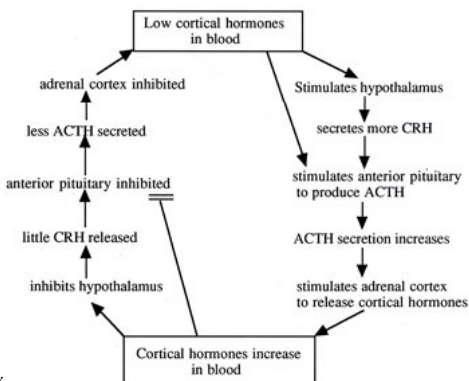 Low cortical hormones
in blood
Stimulates hypothalamus
secretes more CRH
stimulates anterior pituitary
to produce ACTH
ACTH secretion increases
stimulates adrenal cortex
to release cortical hormones
Cortical hormones increase
in blood
inhibits hypothalamus
little CRH released
anterior pituitary inhibited
less ACTH secreted
adrenal cortex inhibited